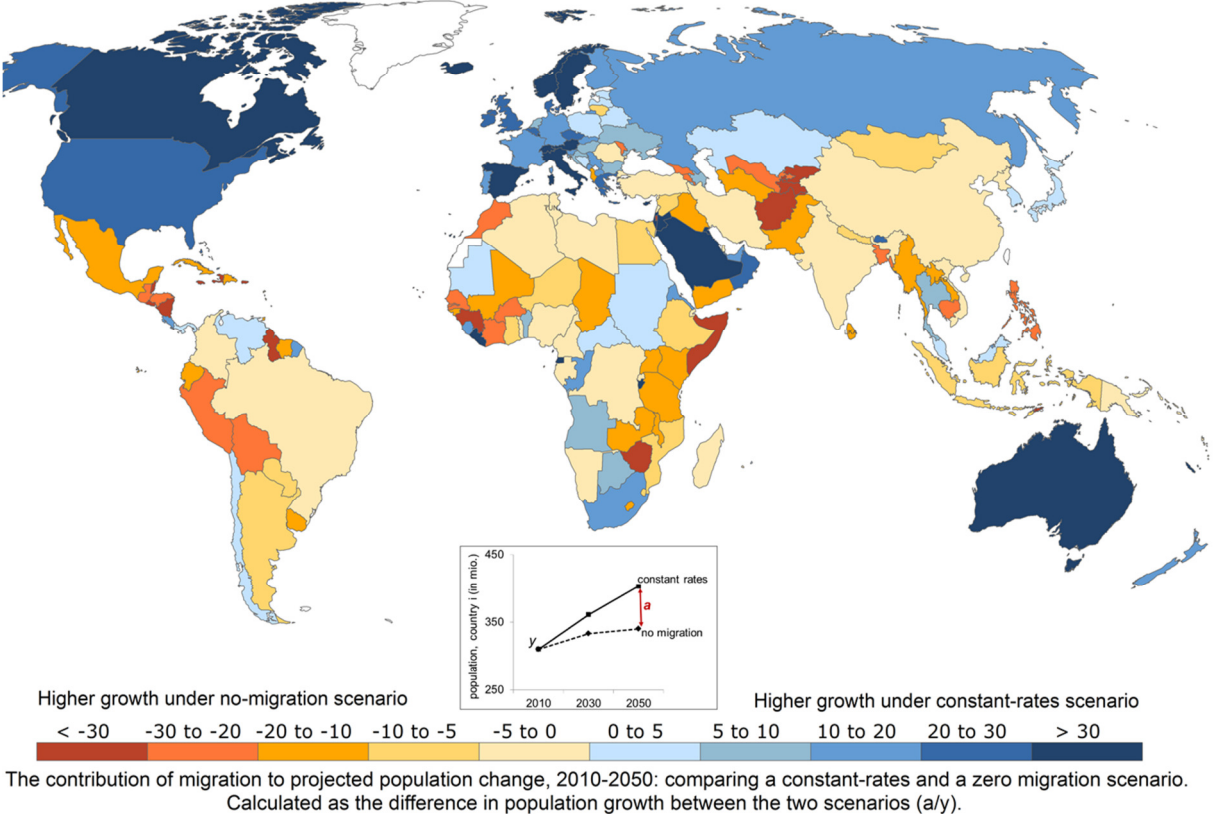 450
350
250
population, country i (in mio.)
constant rates
a
y
no migration
2010 2030 2050
Higher growth under no-migration scenario
Higher growth under constant-rates scenario
< -30 -30 to -20 -20 to -10 -10 to -5 -5 to 0 0 to 5 5 to 10 10 to 20 20 to 30 > 30
The contribution of migration to projected population change, 2010-2050: comparing a constant-rates and a zero migration scenario.
Calculated as the difference in population growth between the two scenarios (a/y).